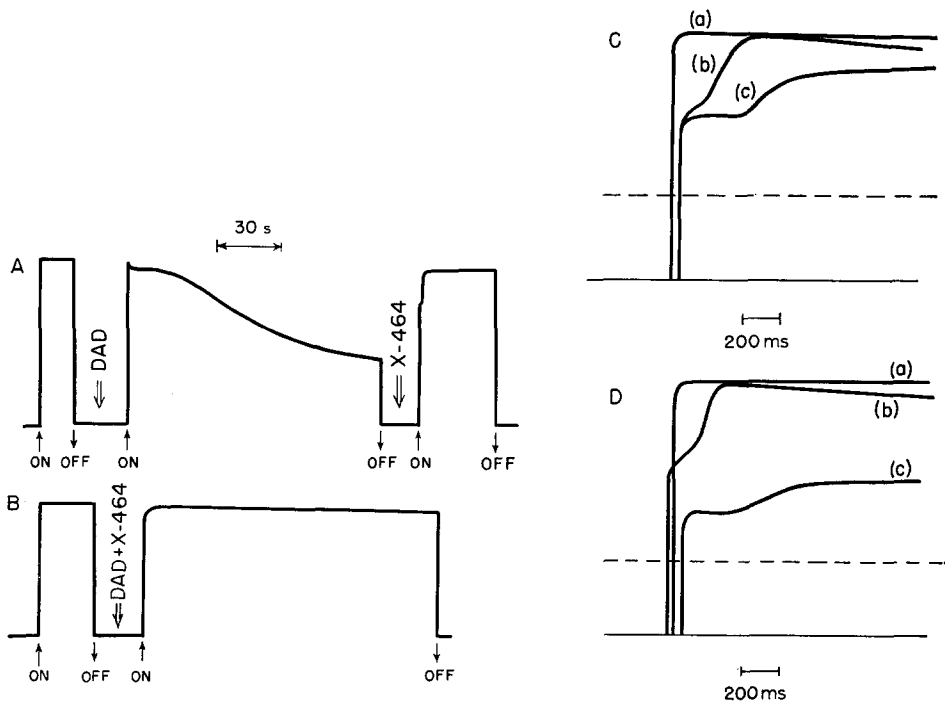 A
30 s
DAD
X-464
ON
OFF
ON
OFF
ON
OFF
B
DAD+X-464
ON
OFF
ON
OFF
C
(a)
(b)
(c)
200 ms
D
(a)
(b)
(c)
200 ms